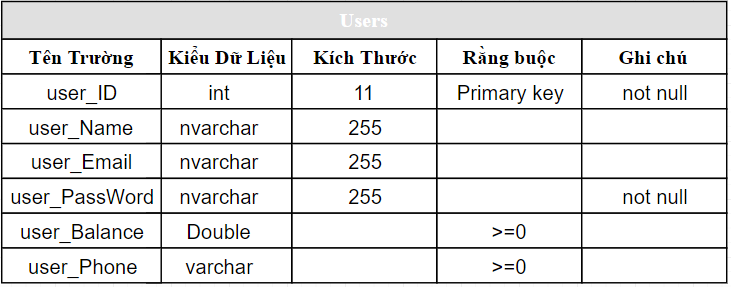 Users
Tên Trường Kiểu Dữ Liệu Kích Thước Rằng buộc Ghi chú
user_ID int 11 Primary key not null
user_Name nvarchar 255
user_Email nvarchar 255
user_PassWord nvarchar 255 not null
user_Balance Double >=0
user_Phone varchar >=0